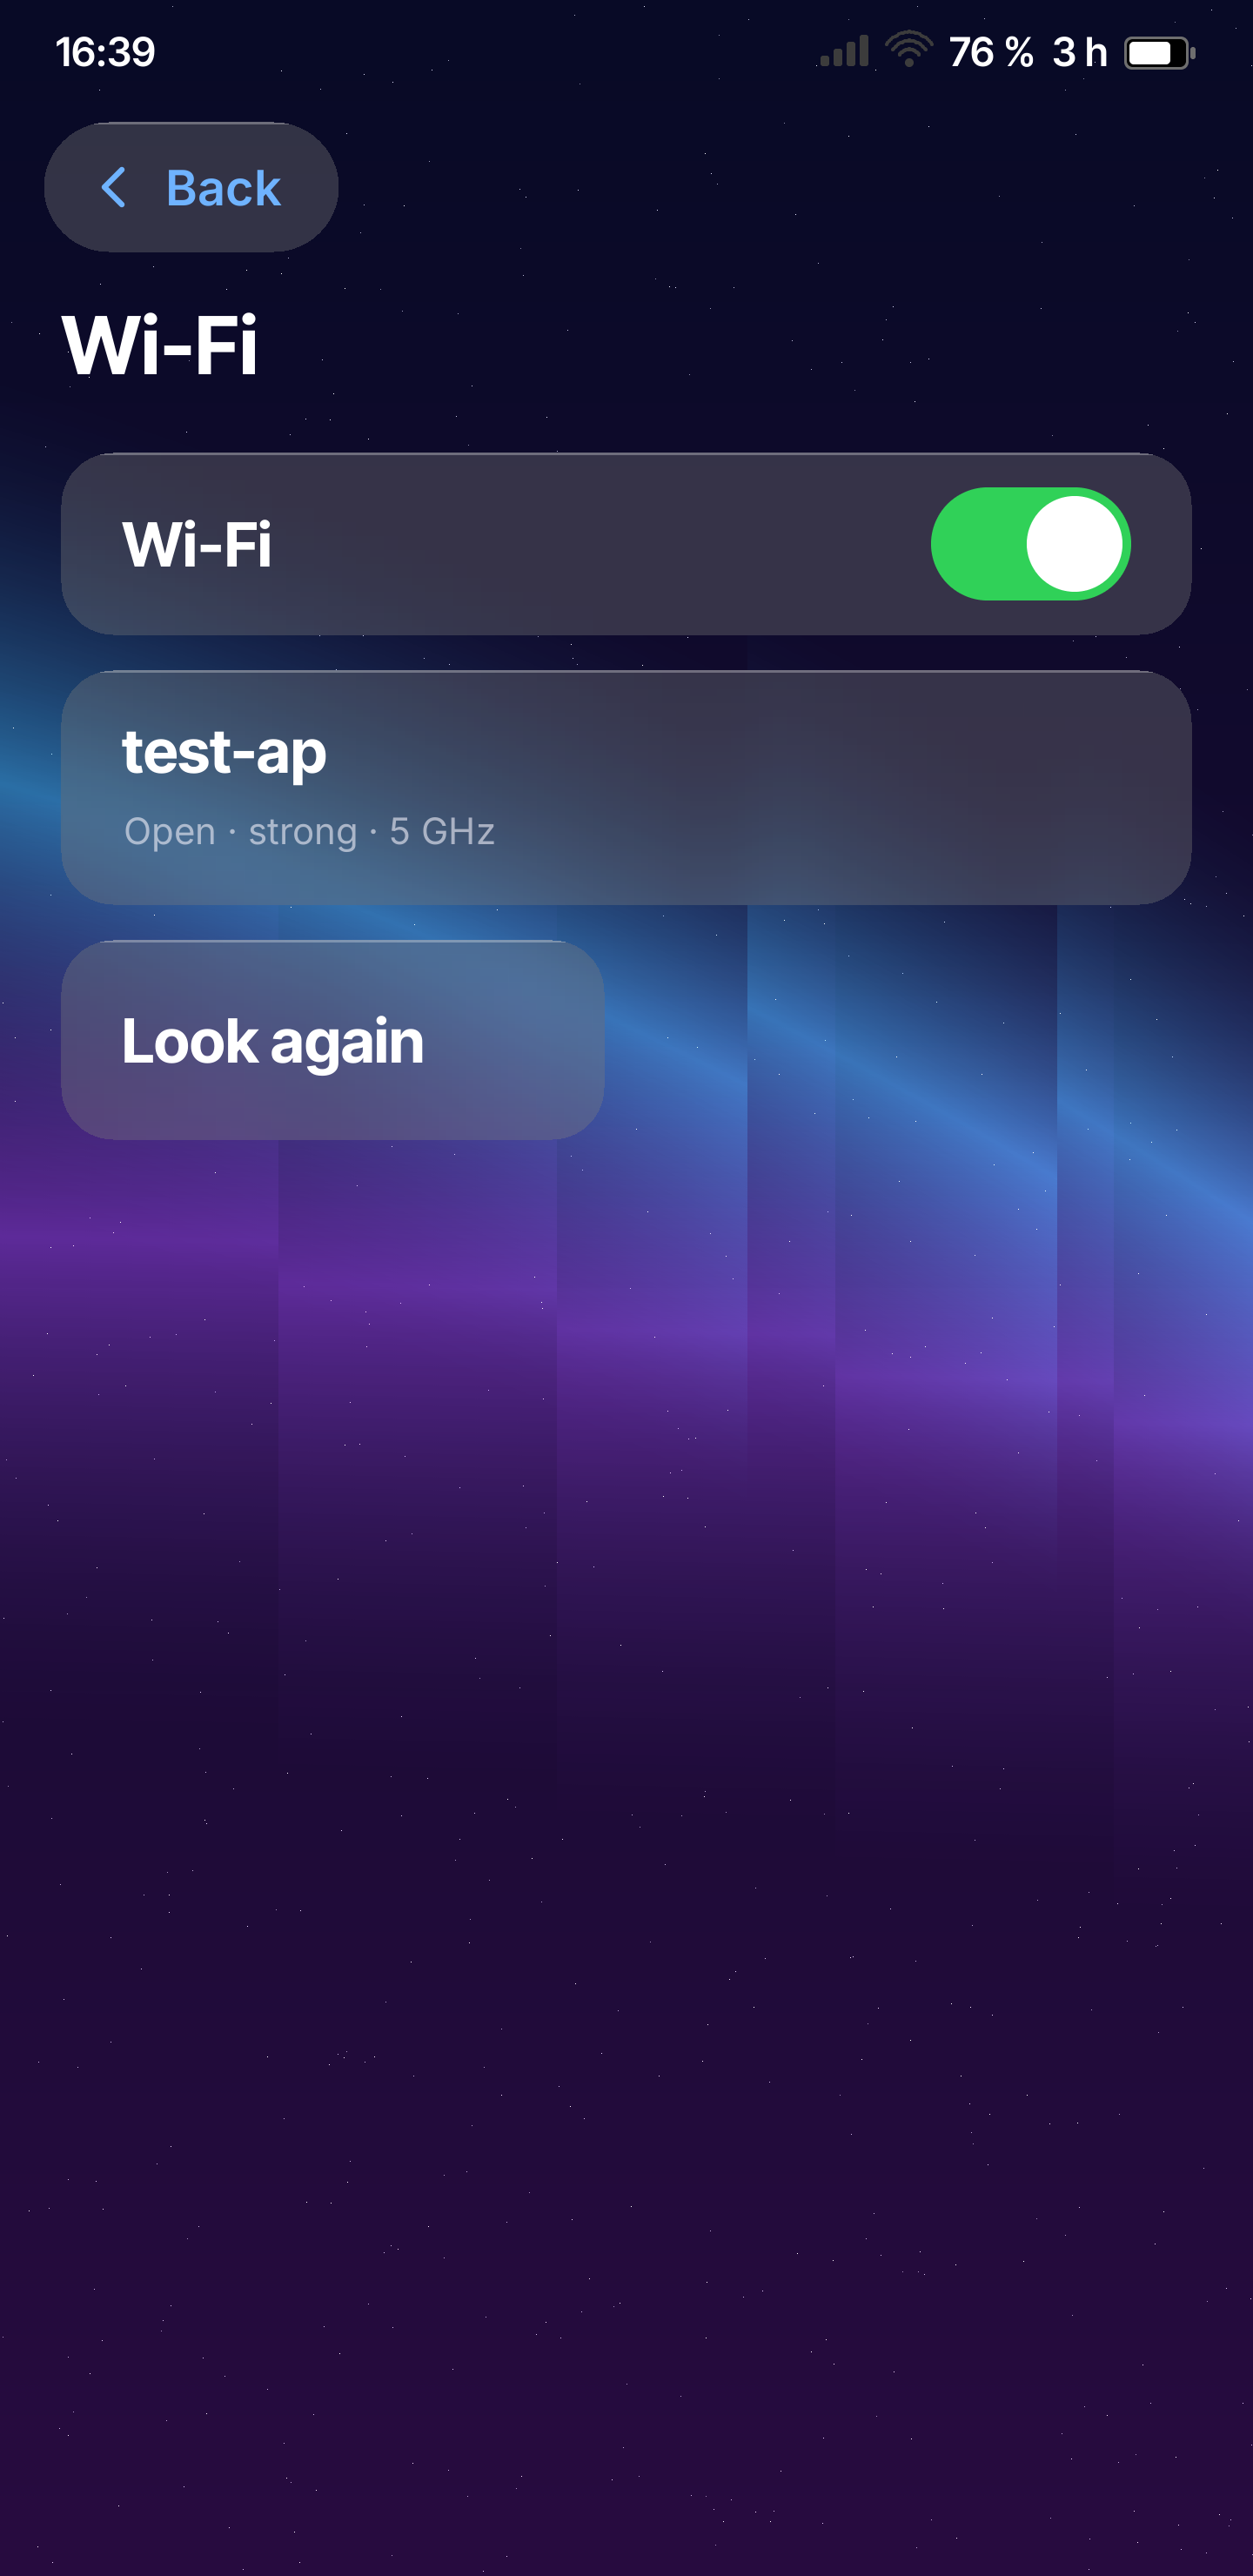 16:39 76 % 3 h
Back
Wi-Fi
Wi-Fi
test-ap
Open · strong · 5 GHz
Look again